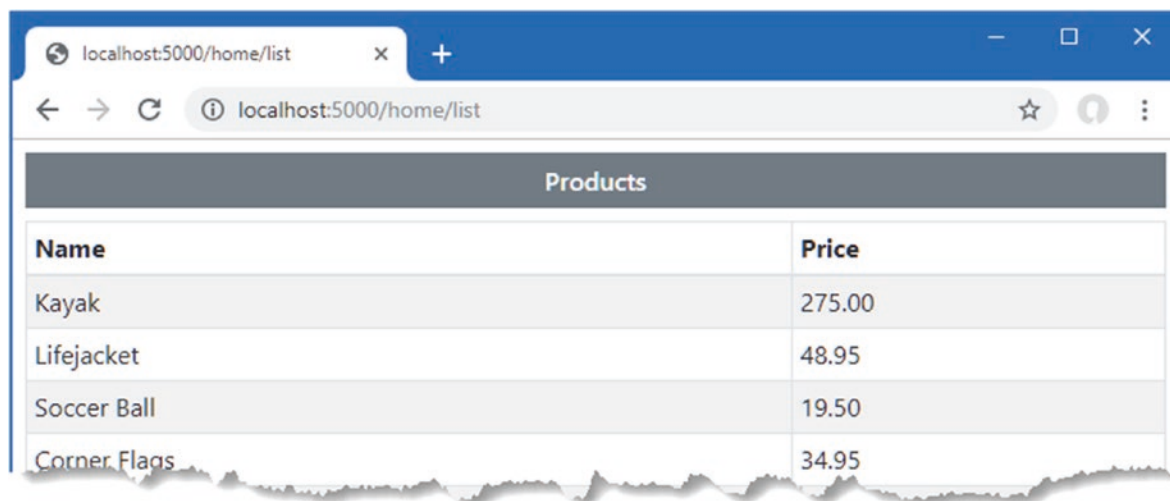 localhost:5000/home/list
localhost:5000/home/list
Products
Name Price
Kayak 275.00
Lifejacket 48.95
Soccer Ball 19.50
Corner Flags 34.95